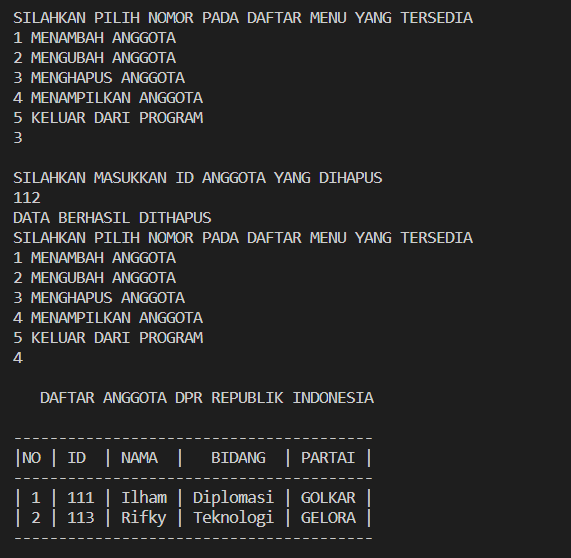 SILAHKAN PILIH NOMOR PADA DAFTAR MENU YANG TERSEDIA
1 MENAMBAH ANGGOTA
2 MENGUBAH ANGGOTA
3 MENGHAPUS ANGGOTA
4 MENAMPILKAN ANGGOTA
5 KELUAR DARI PROGRAM
3
SILAHKAN MASUKKAN ID ANGGOTA YANG DIHAPUS
112
DATA BERHASIL DITHAPUS
SILAHKAN PILIH NOMOR PADA DAFTAR MENU YANG TERSEDIA
1 MENAMBAH ANGGOTA
2 MENGUBAH ANGGOTA
3 MENGHAPUS ANGGOTA
4 MENAMPILKAN ANGGOTA
5 KELUAR DARI PROGRAM
4
DAFTAR ANGGOTA DPR REPUBLIK INDONESIA
----------------------------------------
|NO | ID  | NAMA  |   BIDANG  | PARTAI |
----------------------------------------
| 1 | 111 | Ilham | Diplomasi | GOLKAR |
| 2 | 113 | Rifky | Teknologi | GELORA |
----------------------------------------